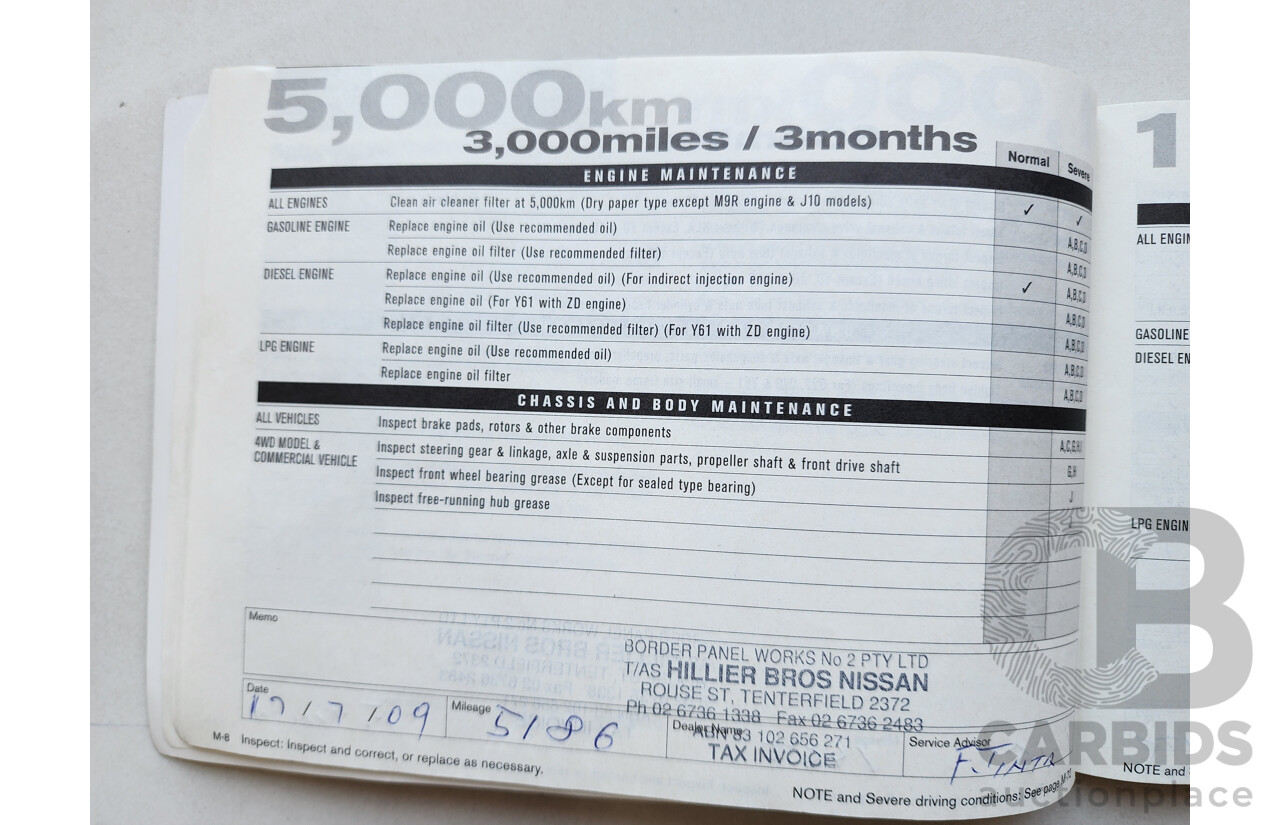 5,000km
3,000miles / 3months
Normal Severe
ENGINE MAINTENANCE
ALL ENGINES Clean air cleaner filter at 5,000km (Dry paper type except M9R engine & J10 models) ✓ ✓
GASOLINE ENGINE Replace engine oil (Use recommended oil) A,B,C,D
Replace engine oil filter (Use recommended filter) A,B,C,D
DIESEL ENGINE Replace engine oil (Use recommended oil) (For indirect injection engine) ✓ A,B,C,D
Replace engine oil (For Y61 with ZD engine) A,B,C,D
Replace engine oil filter (Use recommended filter) (For Y61 with ZD engine) A,B,C,D
LPG ENGINE Replace engine oil (Use recommended oil) A,B,C,D
Replace engine oil filter A,B,C,D
CHASSIS AND BODY MAINTENANCE
ALL VEHICLES Inspect brake pads, rotors & other brake components
4WD MODEL & Inspect steering gear & linkage, axle & suspension parts, propeller shaft & front drive shaft G,H
COMMERCIAL VEHICLE Inspect front wheel bearing grease (Except for sealed type bearing) J
Inspect free-running hub grease
Memo
BORDER PANEL WORKS No 2 PTY LTD
T/AS HILLIER BROS NISSAN
ROUSE ST, TENTERFIELD 2372
Ph 02 6736 1338 Fax 02 6736 2483
ABN 83 102 656 271
TAX INVOICE
Date 17/7/09 Mileage 5186 Dealer Name Service Advisor
M-8 Inspect: Inspect and correct, or replace as necessary.
NOTE and Severe driving conditions: See page
1
ALL ENGIN
GASOLINE
DIESEL EN
LPG ENGIN
NOTE and
CARBIDS
auctionplace